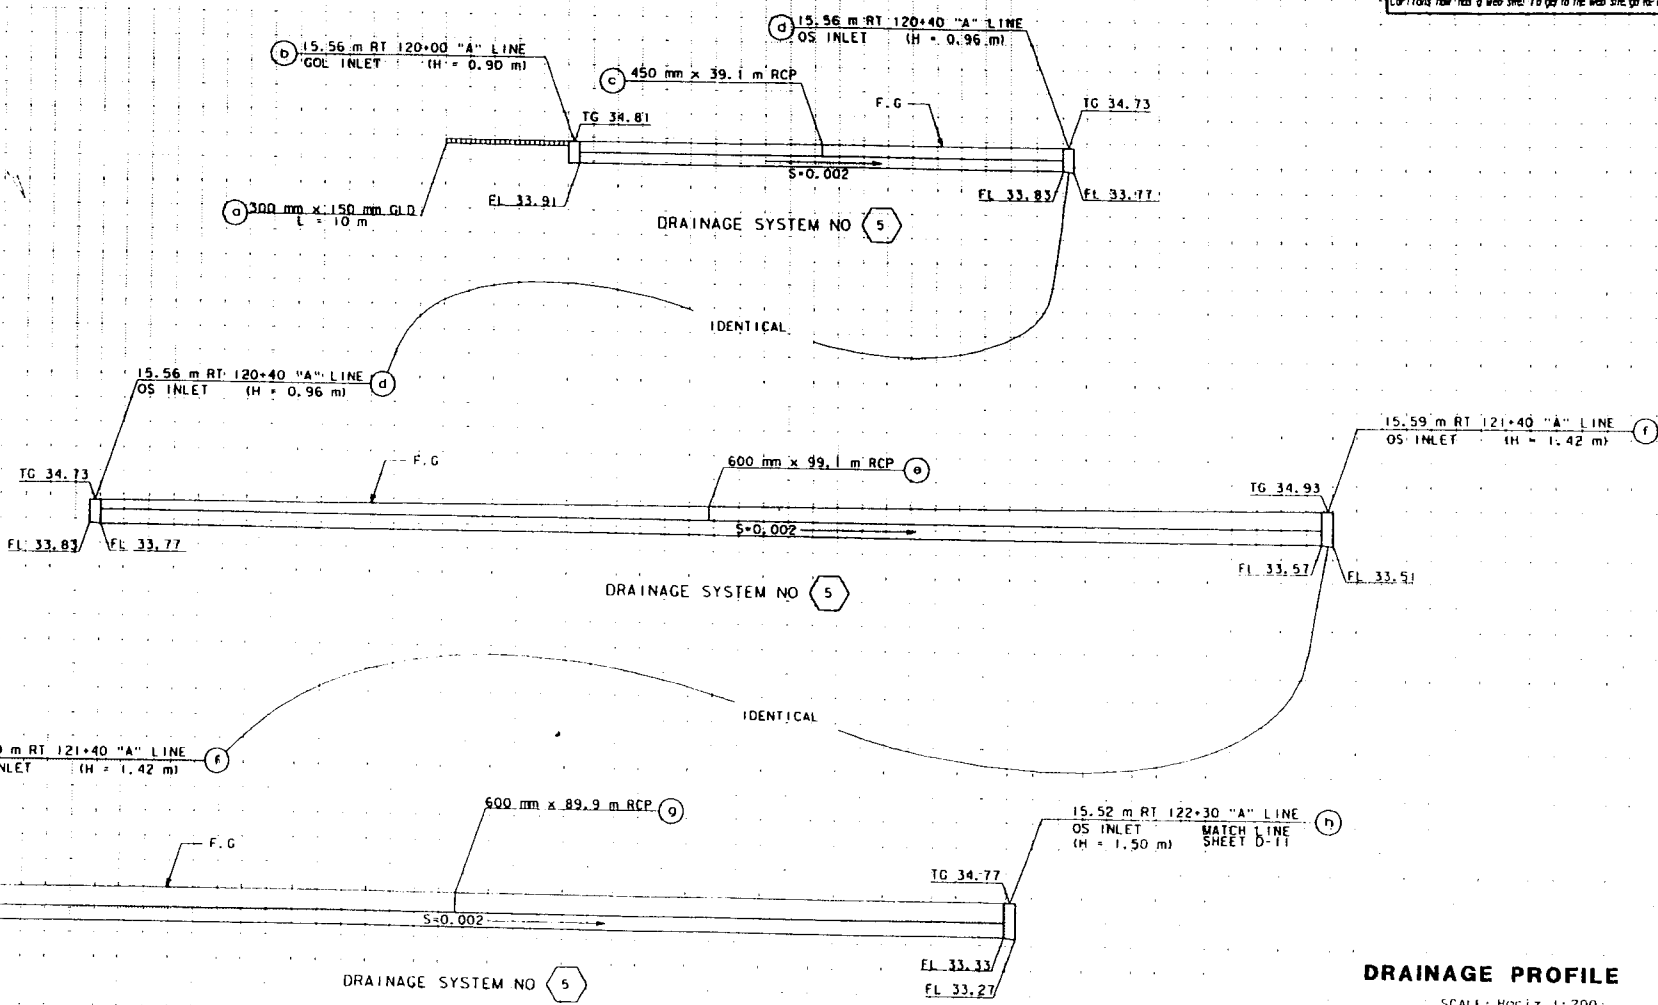 d 15.56 m RT 120+40 "A" LINE
OS INLET (H = 0.96 m)
b 15.56 m RT 120+00 "A" LINE
GOL INLET (H = 0.90 m)
c 450 mm x 39.1 m RCP
F.G
TG 34.73
TG 34.81
S=0.002
FL 33.91
FL 33.83
FL 33.77
a 300 mm x 150 mm GLD
L = 10 m
DRAINAGE SYSTEM NO 5
IDENTICAL
15.56 m RT 120+40 "A" LINE d
OS INLET (H = 0.96 m)
15.59 m RT 121+40 "A" LINE f
OS INLET (H = 1.42 m)
TG 34.73
F.G
600 mm x 99.1 m RCP e
TG 34.93
S=0.002
FL 33.83
FL 33.77
FL 33.57
FL 33.51
DRAINAGE SYSTEM NO 5
IDENTICAL
m RT 121+40 "A" LINE f
(H = 1.42 m)
600 mm x 89.9 m RCP g
15.52 m RT 122+30 "A" LINE h
OS INLET MATCH LINE
(H = 1.50 m) SHEET D-11
F.G
TG 34.77
S=0.002
FL 33.33
FL 33.27
DRAINAGE SYSTEM NO 5
DRAINAGE PROFILE